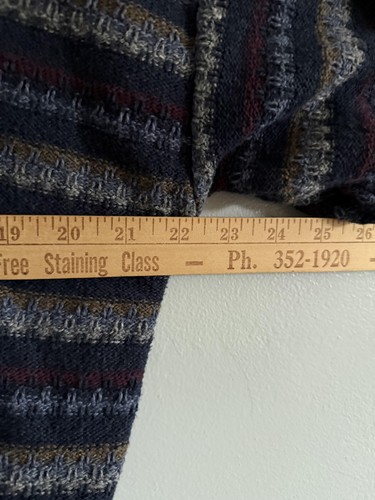 19 20 21 22 23 24 25 26
Free Staining Class — Ph. 352-1920 -